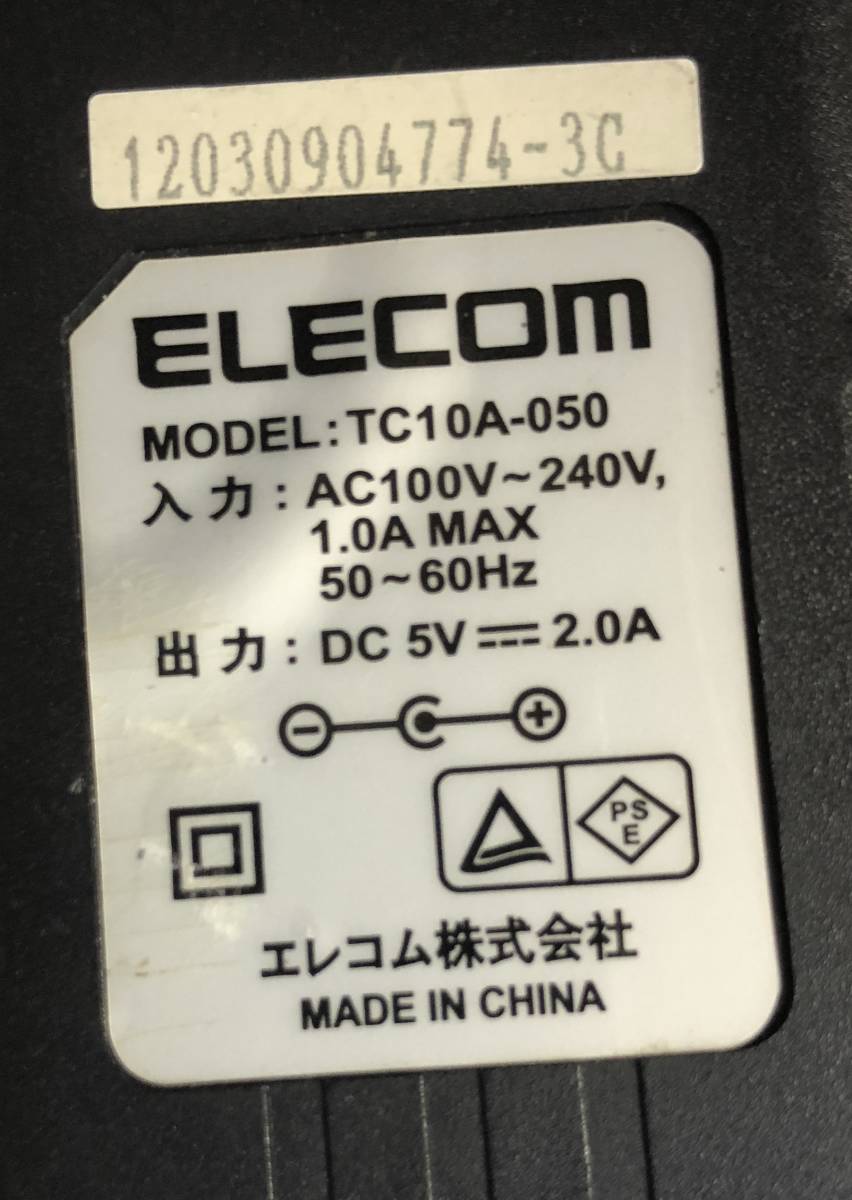 12030904774-3C
ELECOM
MODEL:TC10A-050
入力:AC100V~240V,
1.0A MAX
50~60Hz
出力:DC 5V⎓2.0A
PS
E
エレコム株式会社
MADE IN CHINA